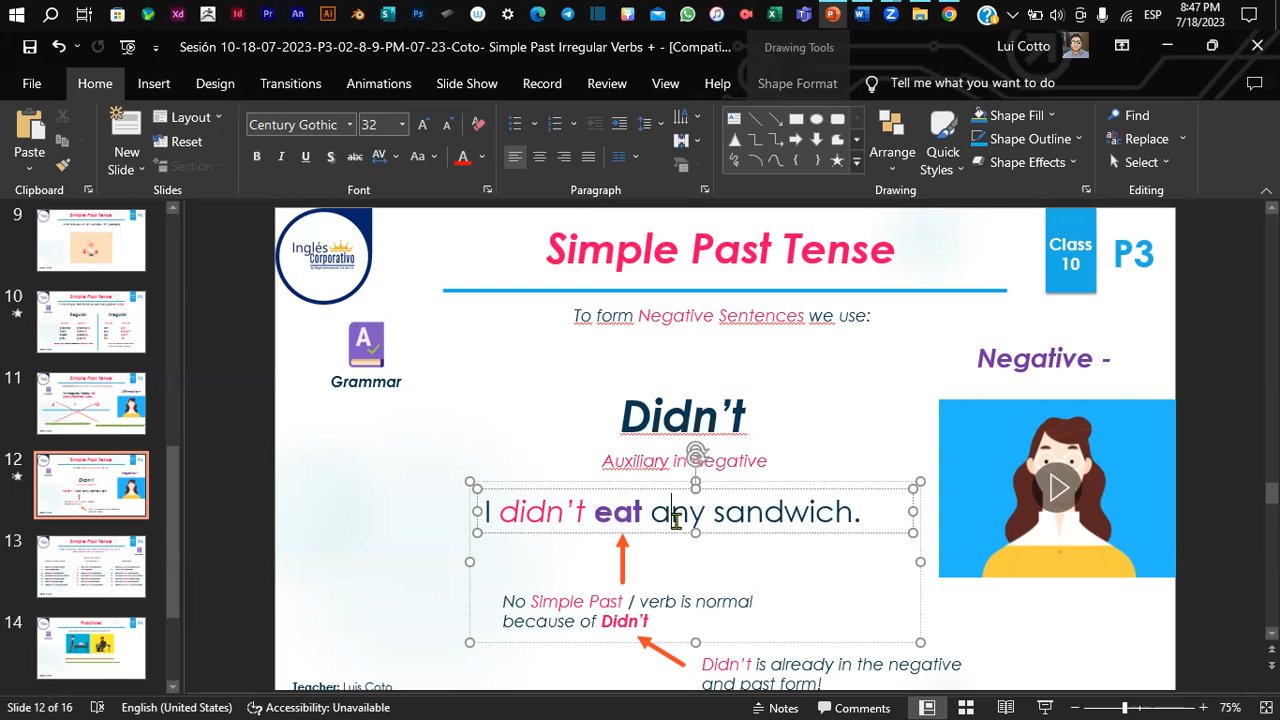 8:47 PM
7/18/2023
ESP
Sesión 10-18-07-2023-P3-02-8-9-PM-07-23-Coto- Simple Past Irregular Verbs + - [Compati...
Drawing Tools
Lui Cotto
File
Home
Insert
Design
Transitions
Animations
Slide Show
Record
Review
View
Help
Shape Format
Tell me what you want to do
Paste
New Slide
Layout
Reset
Section
Century Gothic
32
Arrange
Quick Styles
Shape Fill
Shape Outline
Shape Effects
Find
Replace
Select
Clipboard
Slides
Font
Paragraph
Drawing
Editing
9
10
11
12
13
14
Inglés
Corporativo
Simple Past Tense
Class
10
P3
To form Negative Sentences we use:
Grammar
Negative -
Didn't
Auxiliary in Negative
I didn't eat any sandwich.
No Simple Past / verb is normal
because of Didn't
Didn't is already in the negative
and past form!
Teacher: Luis Coto
Slide 12 of 16
English (United States)
Accessibility: Unavailable
Notes
Comments
75%